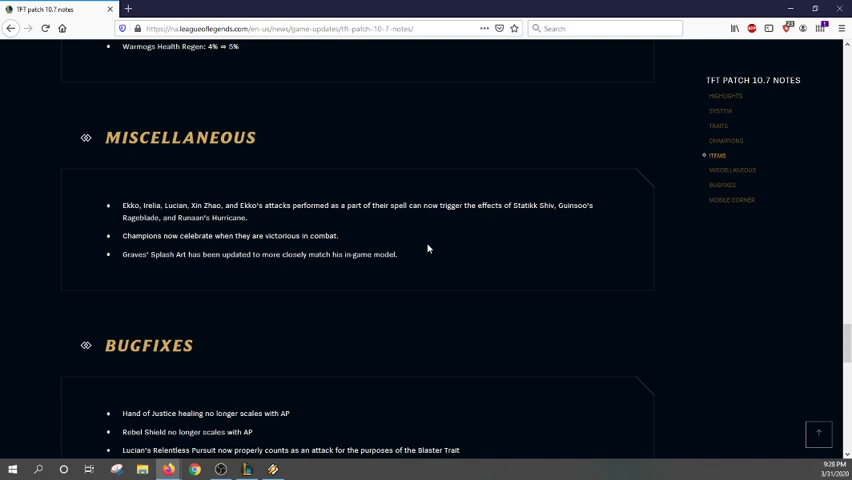 TFT patch 10.7 notes
https://na.leagueoflegends.com/en-us/news/game-updates/tft-patch-10-7-notes/
Search
23
1
Warmogs Health Regen: 4% ⇒ 5%
TFT PATCH 10.7 NOTES
HIGHLIGHTS
SYSTEM
TRAITS
CHAMPIONS
ITEMS
MISCELLANEOUS
BUGFIXES
MOBILE CORNER
MISCELLANEOUS
Ekko, Irelia, Lucian, Xin Zhao, and Ekko's attacks performed as a part of their spell can now trigger the effects of Statikk Shiv, Guinsoo's
Rageblade, and Runaan's Hurricane.
Champions now celebrate when they are victorious in combat.
Graves' Splash Art has been updated to more closely match his in-game model.
BUGFIXES
Hand of Justice healing no longer scales with AP
Rebel Shield no longer scales with AP
Lucian's Relentless Pursuit now properly counts as an attack for the purposes of the Blaster Trait
9:28 PM
3/31/2020